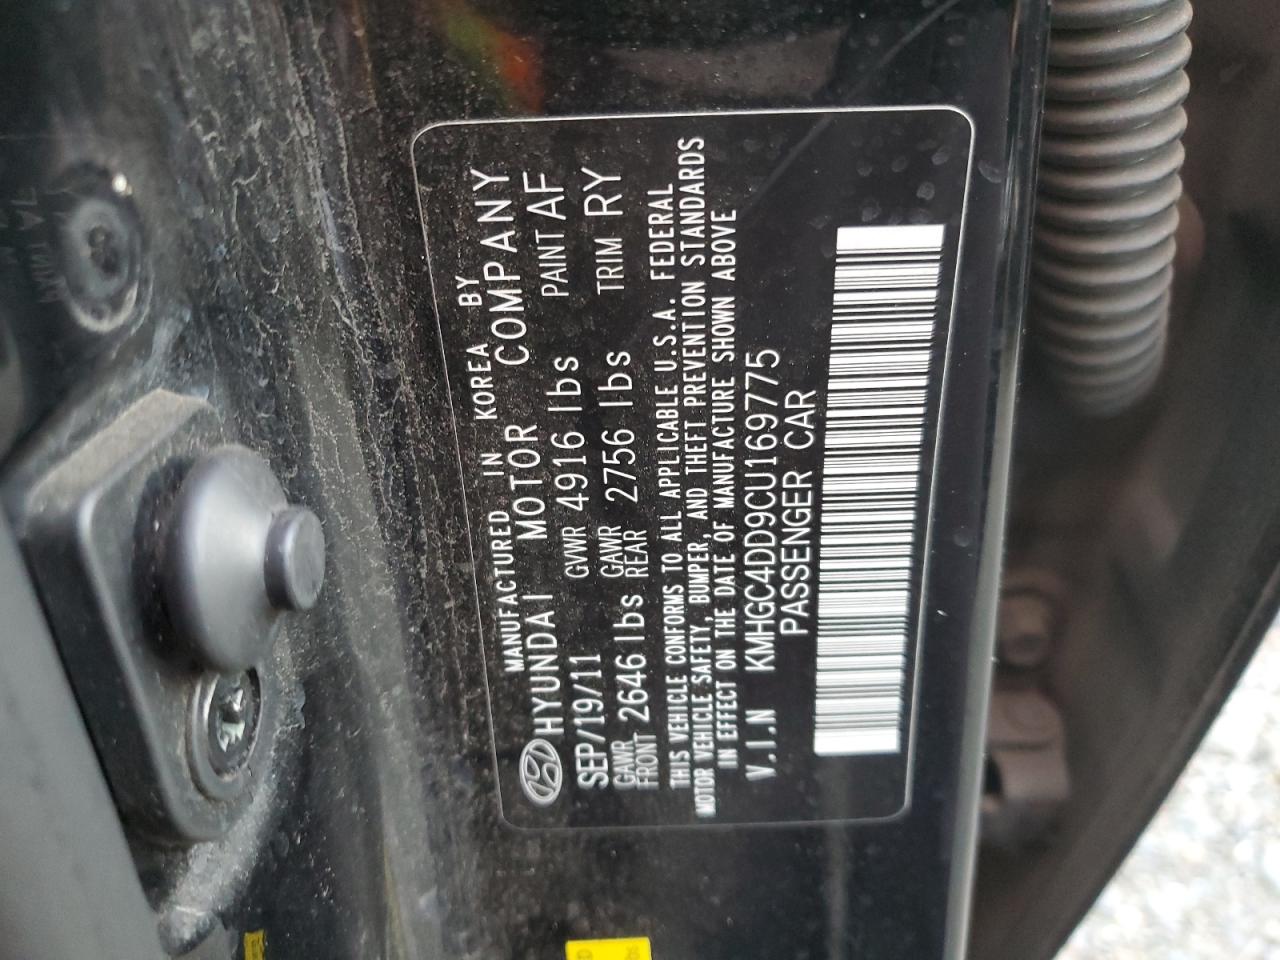 MANUFACTURED IN KOREA BY
HYUNDAI MOTOR COMPANY
SEP/19/11 GVWR 4916 lbs PAINT AF
GAWR FRONT 2646 lbs GAWR REAR 2756 lbs TRIM RY
THIS VEHICLE CONFORMS TO ALL APPLICABLE U.S.A. FEDERAL
MOTOR VEHICLE SAFETY, BUMPER, AND THEFT PREVENTION STANDARDS
IN EFFECT ON THE DATE OF MANUFACTURE SHOWN ABOVE
V.I.N KMHGC4DD9CU169775
PASSENGER CAR